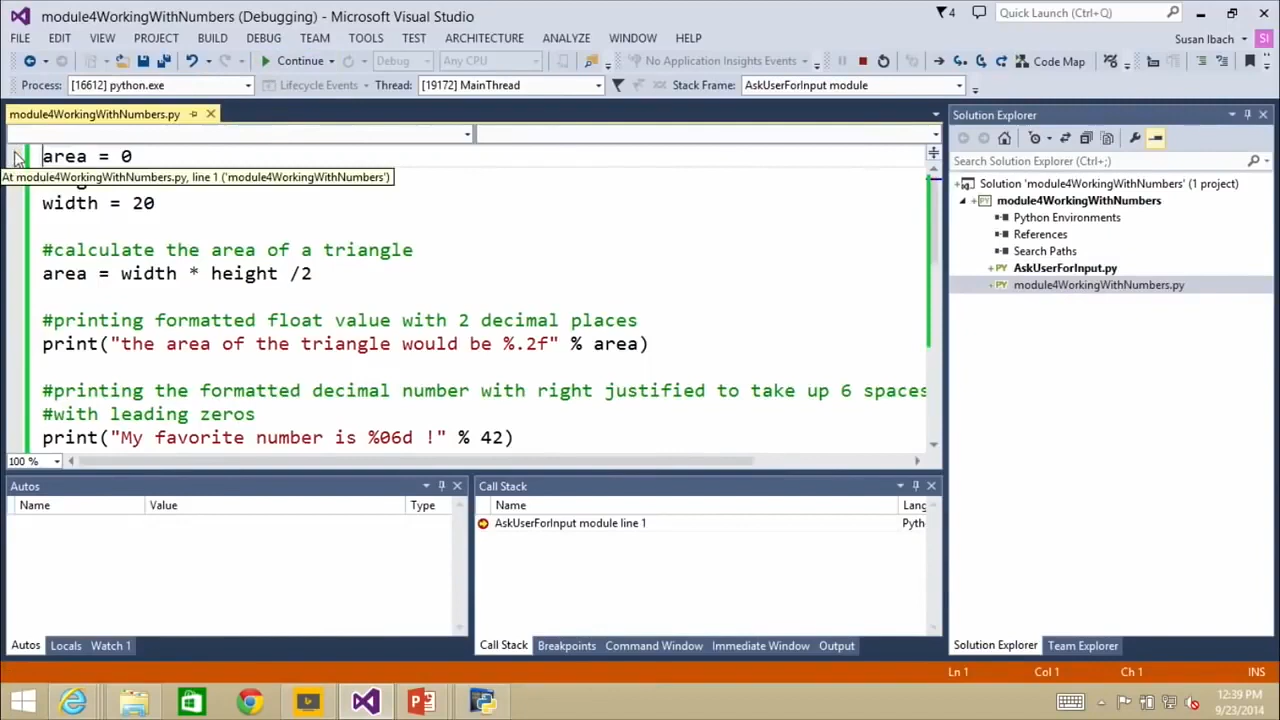 module4WorkingWithNumbers (Debugging) - Microsoft Visual Studio
4
Quick Launch (Ctrl+Q)
FILE EDIT VIEW PROJECT BUILD DEBUG TEAM TOOLS TEST ARCHITECTURE ANALYZE WINDOW HELP
Susan Ibach SI
Continue Debug Any CPU No Application Insights Events Code Map
Process: [16612] python.exe Lifecycle Events Thread: [19172] MainThread Stack Frame: AskUserForInput module
module4WorkingWithNumbers.py
area = 0
At module4WorkingWithNumbers.py, line 1 ('module4WorkingWithNumbers')
width = 20
#calculate the area of a triangle
area = width * height /2
#printing formatted float value with 2 decimal places
print("the area of the triangle would be %.2f" % area)
#printing the formatted decimal number with right justified to take up 6 spaces
#with leading zeros
print("My favorite number is %06d !" % 42)
100 %
Solution Explorer
Search Solution Explorer (Ctrl+;)
Solution 'module4WorkingWithNumbers' (1 project)
module4WorkingWithNumbers
Python Environments
References
Search Paths
AskUserForInput.py
module4WorkingWithNumbers.py
Autos
Name Value Type
Autos Locals Watch 1
Call Stack
Name Lang
AskUserForInput module line 1 Pyth
Call Stack Breakpoints Command Window Immediate Window Output
Solution Explorer Team Explorer
Ln 1 Col 1 Ch 1 INS
12:39 PM
9/23/2014